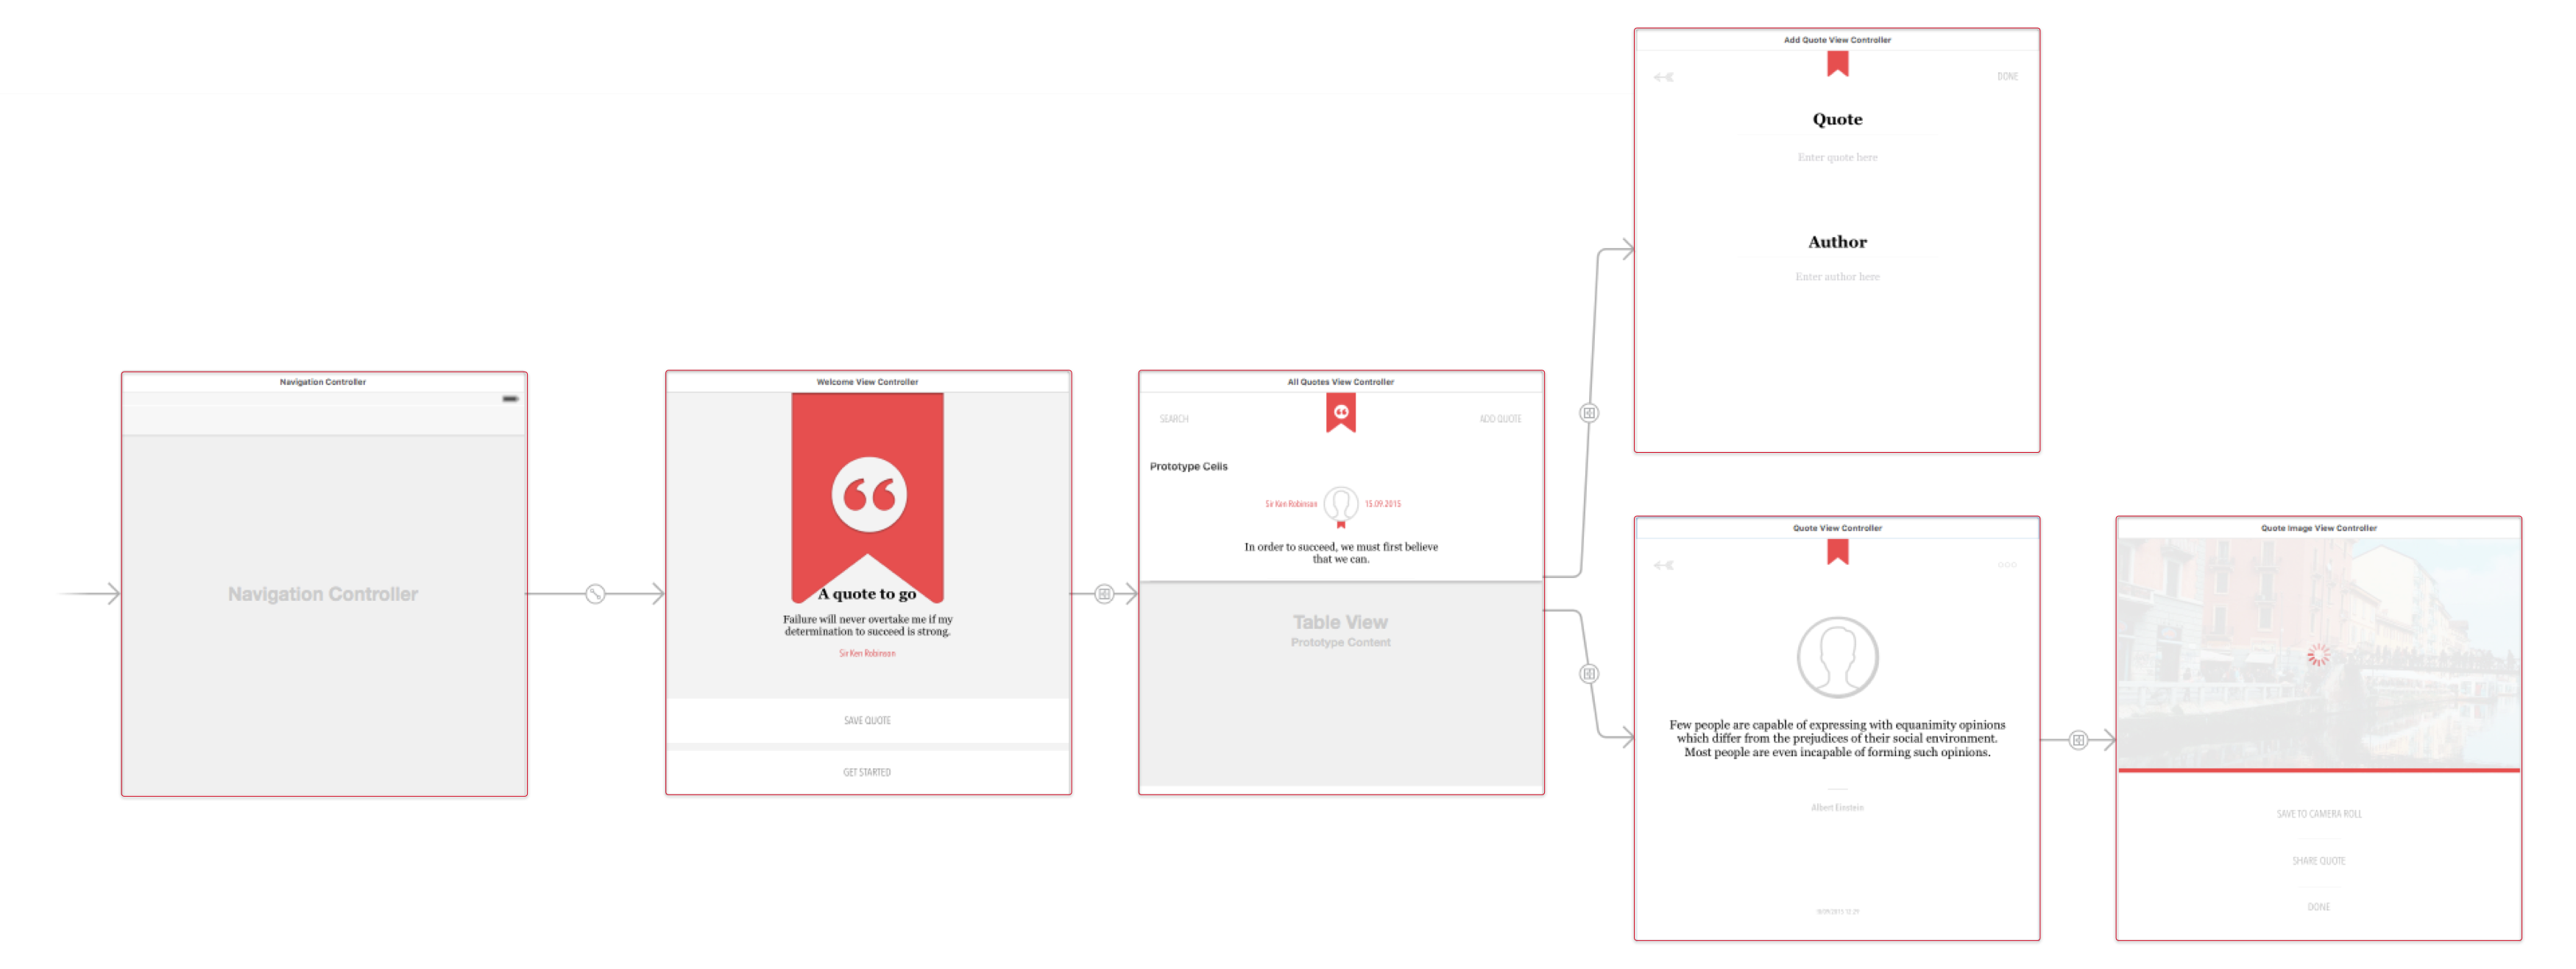 Navigation Controller
Navigation Controller
Welcome View Controller
A quote to go
Failure will never overtake me if my
determination to succeed is strong.
Sir Ken Robinson
SAVE QUOTE
GET STARTED
All Quotes View Controller
SEARCH
ADD QUOTE
Prototype Cells
Sir Ken Robinson
15.09.2015
In order to succeed, we must first believe
that we can.
Table View
Prototype Content
Add Quote View Controller
DONE
Quote
Enter quote here
Author
Enter author here
Quote View Controller
Few people are capable of expressing with equanimity opinions
which differ from the prejudices of their social environment.
Most people are even incapable of forming such opinions.
Albert Einstein
Quote Image View Controller
SAVE TO CAMERA ROLL
SHARE QUOTE
DONE